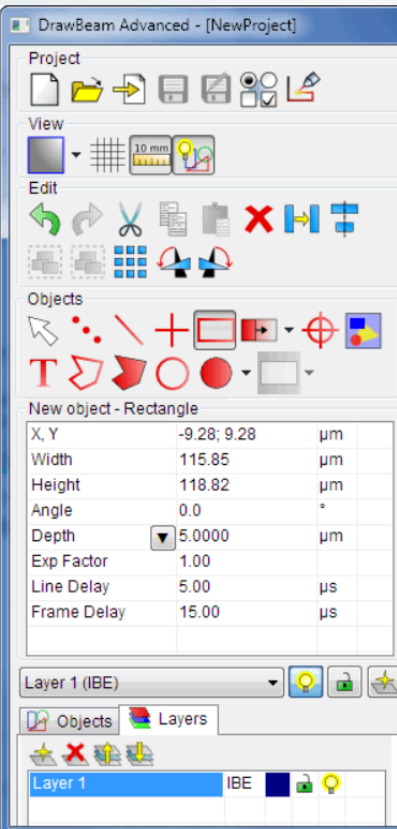 DrawBeam Advanced - [NewProject]
Project
View
10 mm
Edit
Objects
T
New object - Rectangle
X, Y -9.28; 9.28 µm
Width 115.85 µm
Height 118.82 µm
Angle 0.0 °
Depth 5.0000 µm
Exp Factor 1.00
Line Delay 5.00 µs
Frame Delay 15.00 µs
Layer 1 (IBE)
Objects Layers
Layer 1 IBE